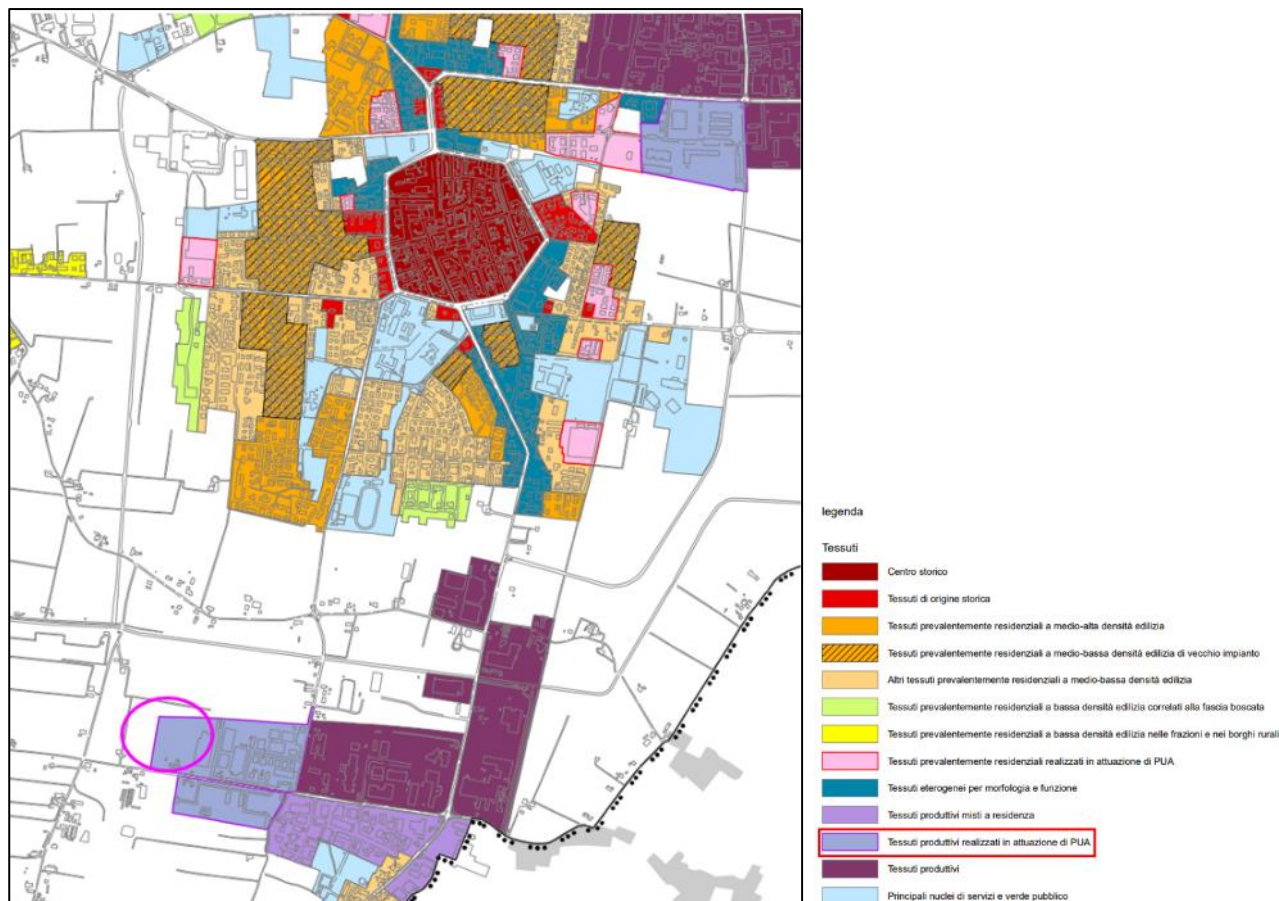 legenda
Tessuti
Centro storico
Tessuti di origine storica
Tessuti prevalentemente residenziali a medio-alta densità edilizia
Tessuti prevalentemente residenziali a medio-bassa densità edilizia di vecchio impianto
Altri tessuti prevalentemente residenziali a medio-bassa densità edilizia
Tessuti prevalentemente residenziali a bassa densità edilizia correlati alla fascia boscata
Tessuti prevalentemente residenziali a bassa densità edilizia nelle frazioni e nei borghi rurali
Tessuti prevalentemente residenziali realizzati in attuazione di PUA
Tessuti eterogenei per morfologia e funzione
Tessuti produttivi misti a residenza
Tessuti produttivi realizzati in attuazione di PUA
Tessuti produttivi
Principali nuclei di servizi e verde pubblico